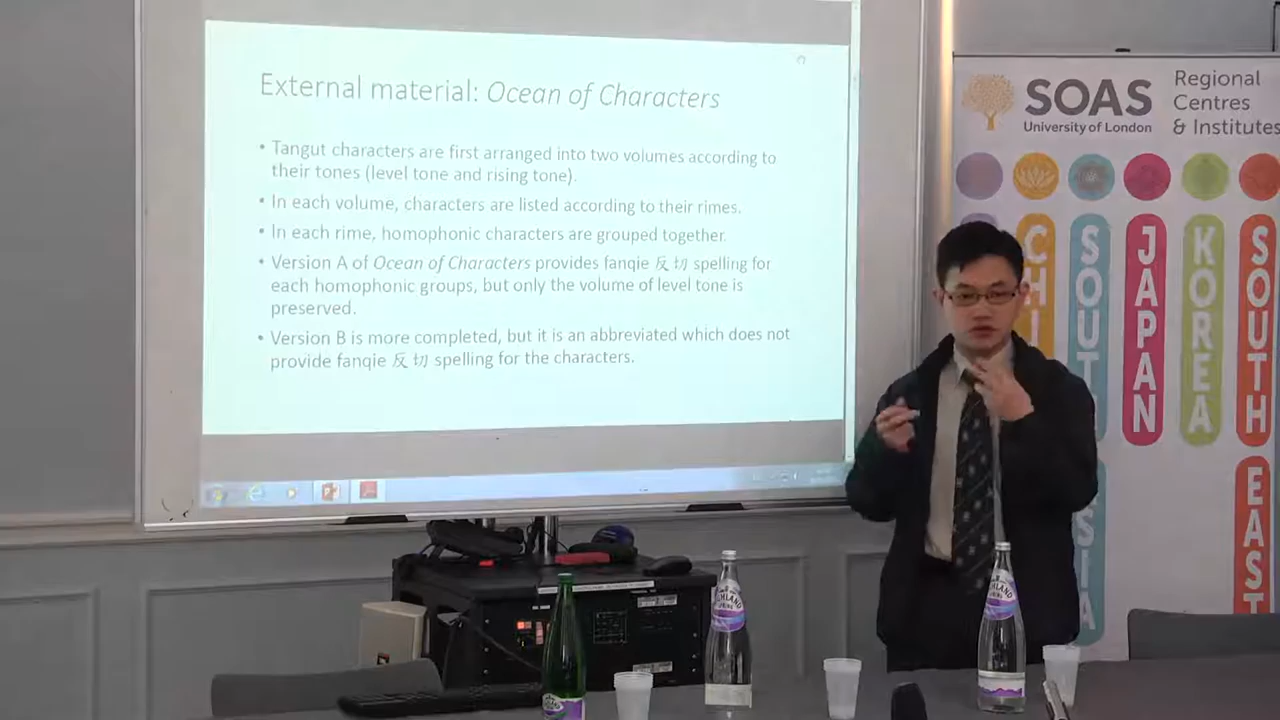 External material: Ocean of Characters
• Tangut characters are first arranged into two volumes according to
their tones (level tone and rising tone).
• In each volume, characters are listed according to their rimes.
• In each rime, homophonic characters are grouped together.
• Version A of Ocean of Characters provides fanqie 反切 spelling for
each homophonic groups, but only the volume of level tone is
preserved.
• Version B is more completed, but it is an abbreviated which does not
provide fanqie 反切 spelling for the characters.
SOAS
University of London
Regional
Centres
& Institutes
CHI
SOUT
ASIA
JAPAN
KOREA
SOUTH
EAST